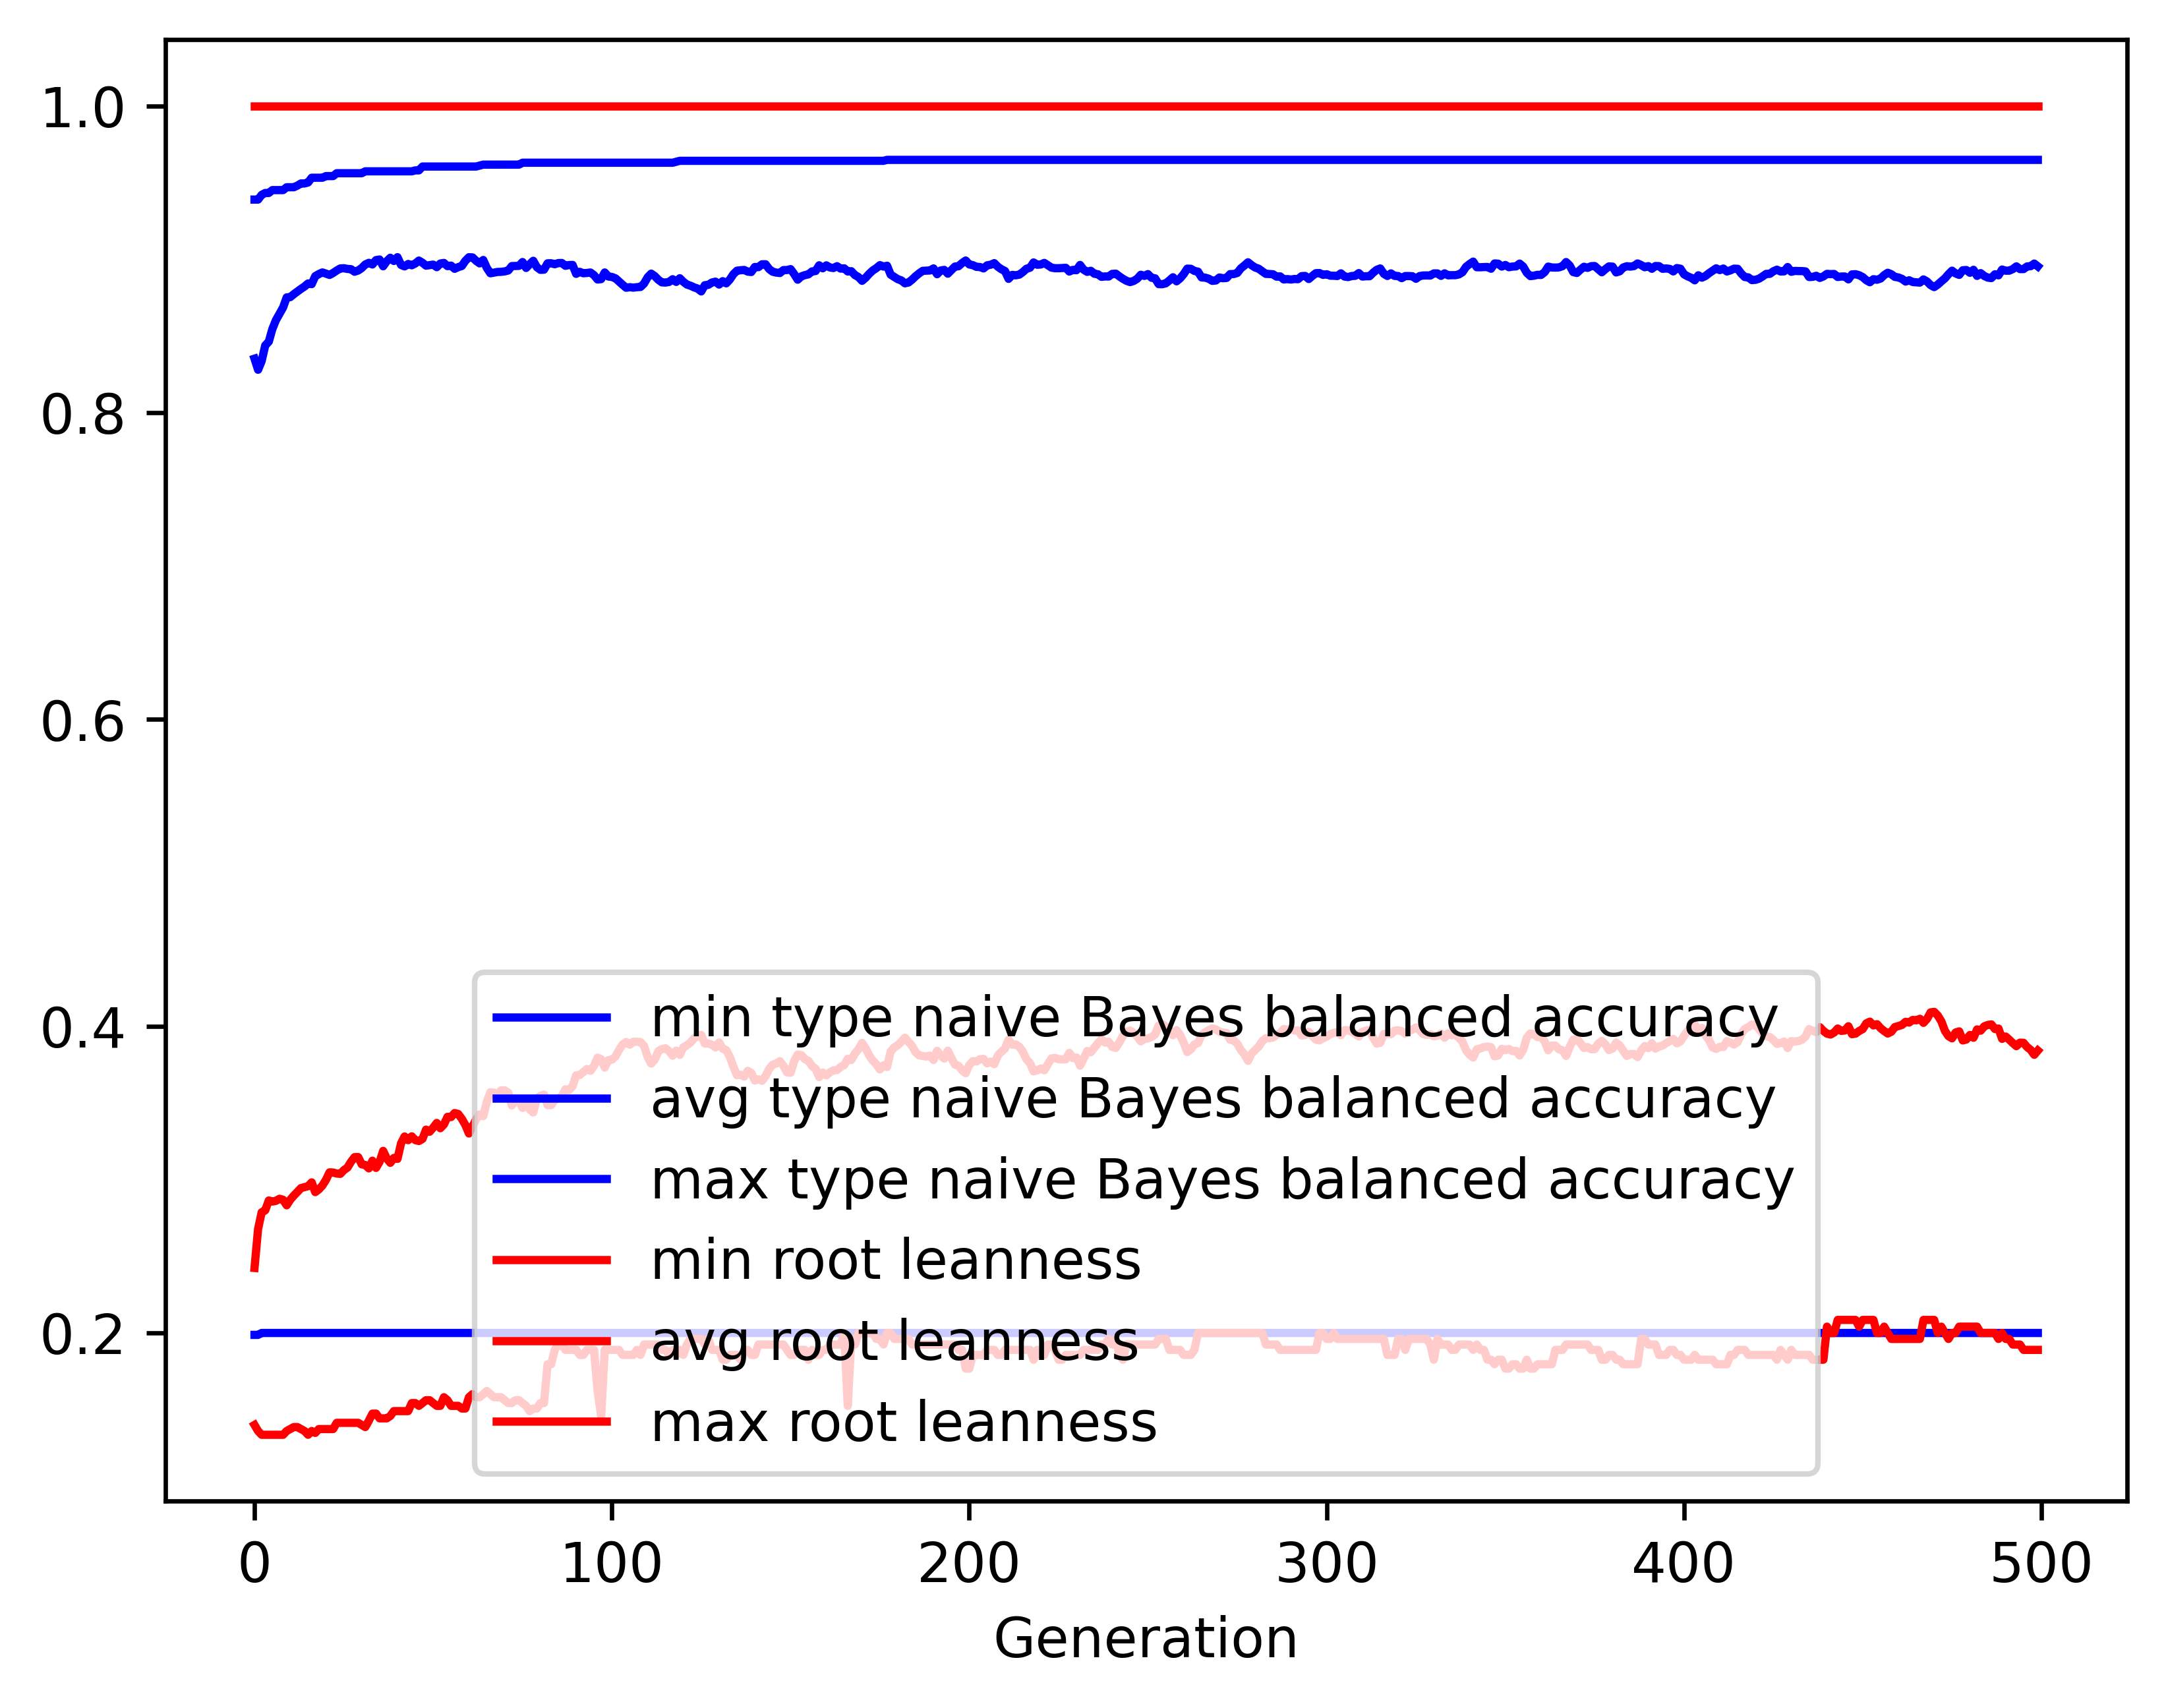 1.0
0.8
0.6
0.4
0.2
min type naive Bayes balanced accuracy
avg type naive Bayes balanced accuracy
max type naive Bayes balanced accuracy
min root leanness
avg root leanness
max root leanness
0 100 200 300 400 500
Generation